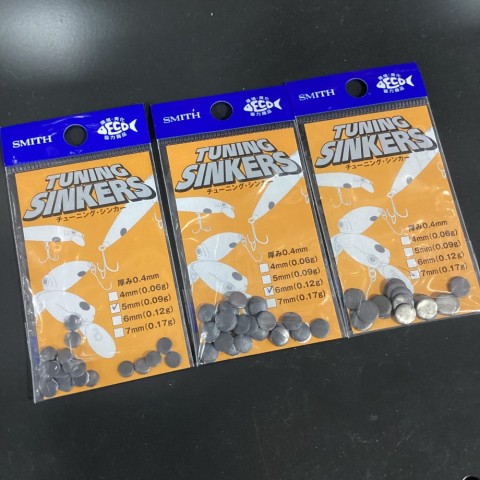 SMITH
ECO
TUNING
SINKERS
チューニング・シンカー
厚み0.4mm
4mm(0.06g)
5mm(0.09g)
6mm(0.12g)
7mm(0.17g)
SMITH
ECO
TUNING
SINKERS
チューニング・シンカー
厚み0.4mm
4mm(0.06g)
5mm(0.09g)
6mm(0.12g)
7mm(0.17g)
SMITH
ECO
TUNING
SINKERS
チューニング・シンカー
厚み0.4mm
4mm(0.06g)
5mm(0.09g)
6mm(0.12g)
7mm(0.17g)